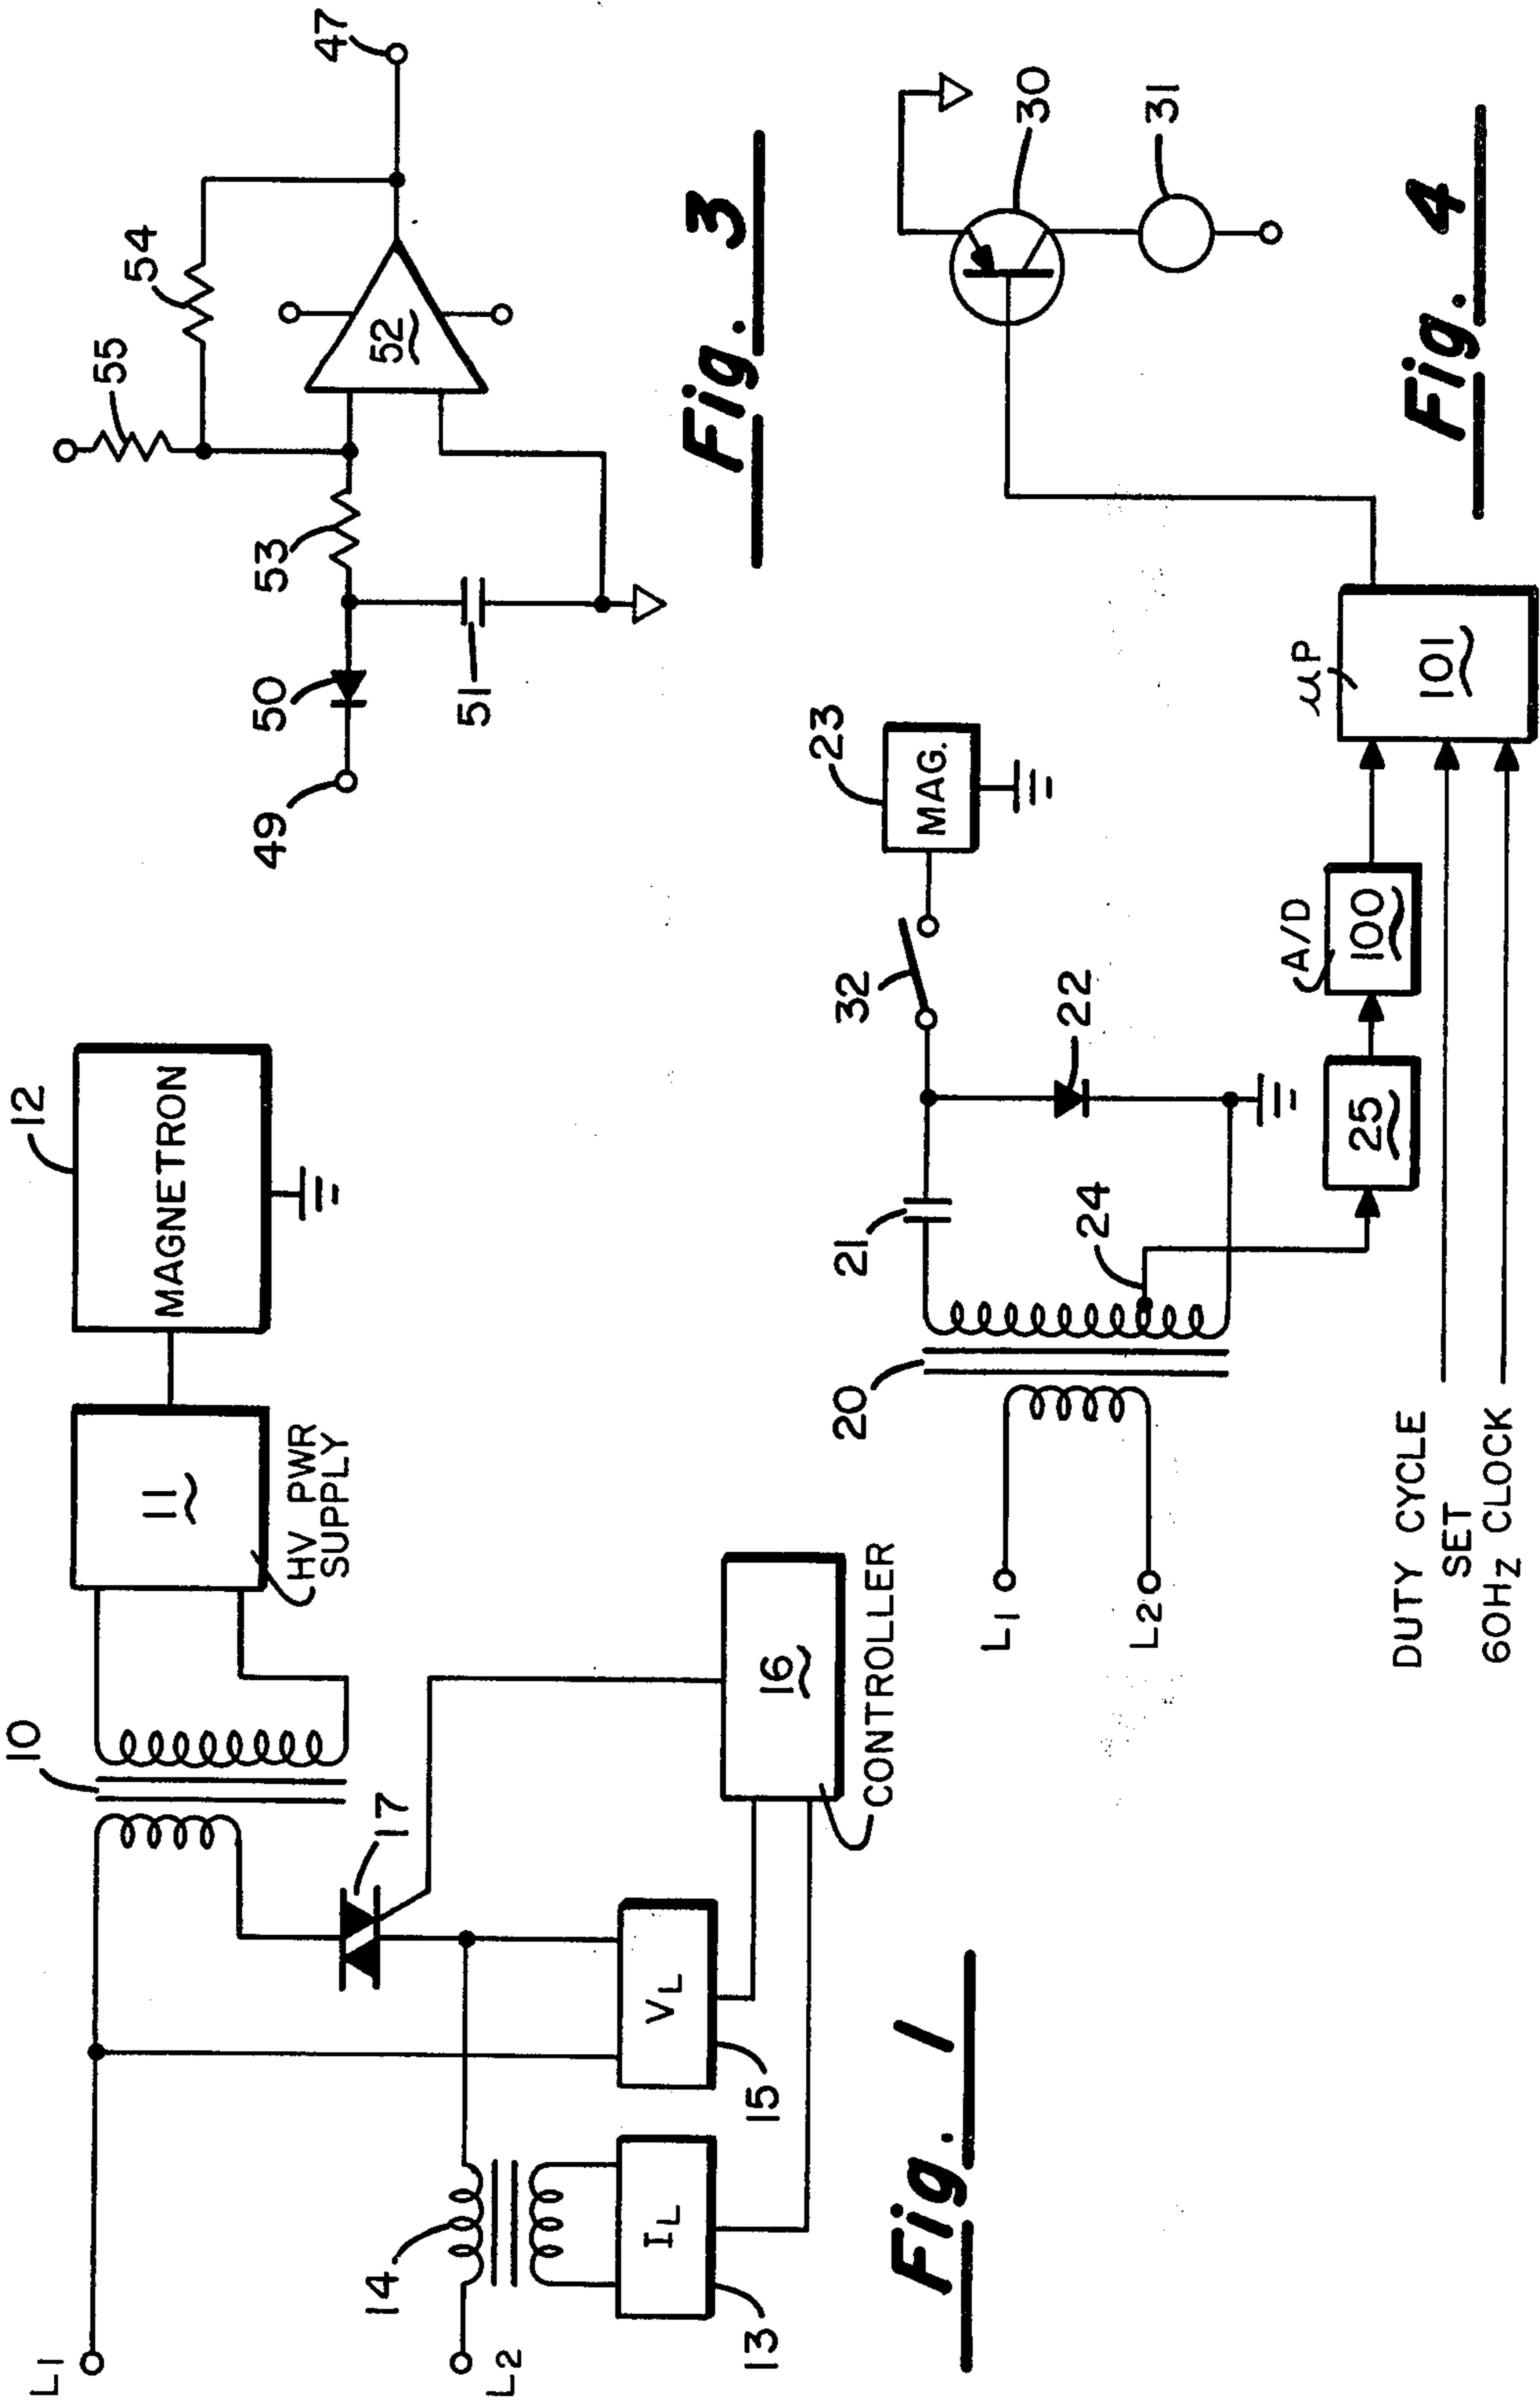 L1
L2
10
11
HV PWR
SUPPLY
12
MAGNETRON
17
14
VL
15
IL
13
16
CONTROLLER
Fig. 1
49
50
51
53
55
54
52
47
Fig. 3
L1
L2
20
21
24
22
32
23
MAG.
25
A/D
100
μP
101
30
31
DUTY CYCLE
SET
60HZ CLOCK
Fig. 4